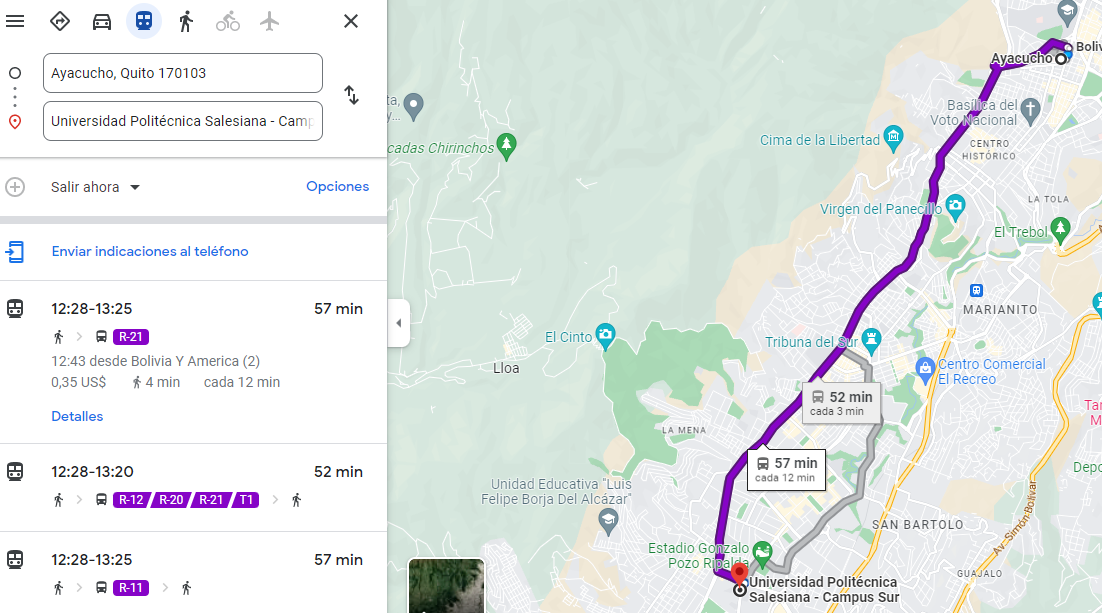 Ayacucho, Quito 170103
Universidad Politécnica Salesiana - Camp
Salir ahora
Opciones
Enviar indicaciones al teléfono
12:28-13:25
57 min
R-21
12:43 desde Bolivia Y America (2)
0,35 US$
4 min
cada 12 min
Detalles
12:28-13:20
52 min
R-12
R-20
R-21
T1
12:28-13:25
57 min
R-11
Boliv
Ayacucho
Basílica del
Voto Nacional
ta,
y...
cadas Chirinchos
Cima de la Libertad
CENTRO
HISTÓRICO
LA TOLA
Virgen del Panecillo
El Trebol
MARIANITO
El Cinto
Tribuna del Sur
Lloa
Centro Comercial
El Recreo
52 min
cada 3 min
Tar
M
LA MENA
57 min
cada 12 min
Depo
Unidad Educativa "Luis
Felipe Borja Del Alcázar"
SAN BARTOLO
Av. Simón Bolívar
Estadio Gonzalo
Pozo Ripalda
GUAJALO
Universidad Politécnica
Salesiana - Campus Sur